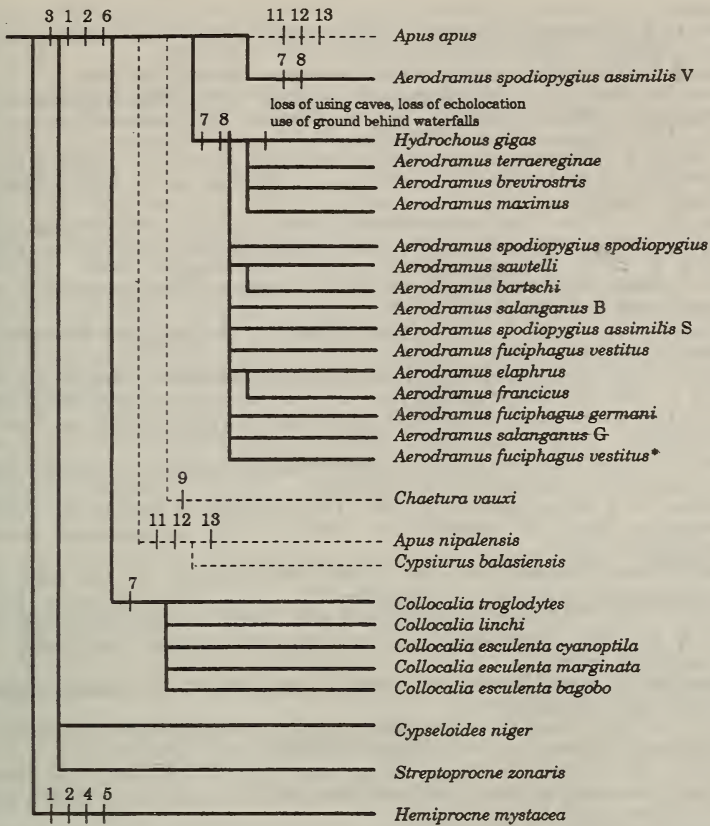 3 1 2 6
11 12 13
Apus apus
7 8
Aerodramus spodiopygius assimilis V
loss of using caves, loss of echolocation
use of ground behind waterfalls
7 8
Hydrochous gigas
Aerodramus terraereginae
Aerodramus brevirostris
Aerodramus maximus
Aerodramus spodiopygius spodiopygius
Aerodramus sawtelli
Aerodramus bartschi
Aerodramus salanganus B
Aerodramus spodiopygius assimilis S
Aerodramus fuciphagus vestitus
Aerodramus elaphrus
Aerodramus francicus
Aerodramus fuciphagus germani
Aerodramus salanganus G
Aerodramus fuciphagus vestitus*
9
Chaetura vauxi
11 12 13
Apus nipalensis
Cypsiurus balasiensis
7
Collocalia troglodytes
Collocalia linchi
Collocalia esculenta cyanoptila
Collocalia esculenta marginata
Collocalia esculenta bagobo
Cypseloides niger
Streptoprocne zonaris
1 2 4 5
Hemiprocne mystacea